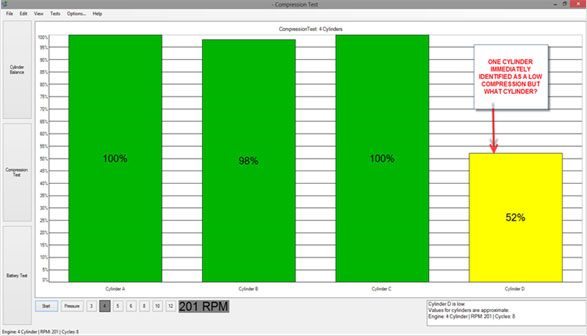 - Compression Test
File Edit View Tests Options... Help
CompressionTest: 4 Cylinders
Cylinder
Balance
Compression
Test
Battery Test
100%
95%
90%
85%
80%
75%
70%
65%
60%
55%
50%
45%
40%
35%
30%
25%
20%
15%
10%
5%
0%
100%
98%
100%
52%
ONE CYLINDER
IMMEDIATELY
IDENTIFIED AS A LOW
COMPRESSION BUT
WHAT CYLINDER?
Cylinder A Cylinder B Cylinder C Cylinder D
Start Pressure 3 4 5 6 8 10 12 201 RPM
Cylinder D is low.
Values for cylinders are approximate.
Engine: 4 Cylinder | RPM: 201 | Cycles: 8
Engine: 4 Cylinder | RPM: 201 | Cycles: 8